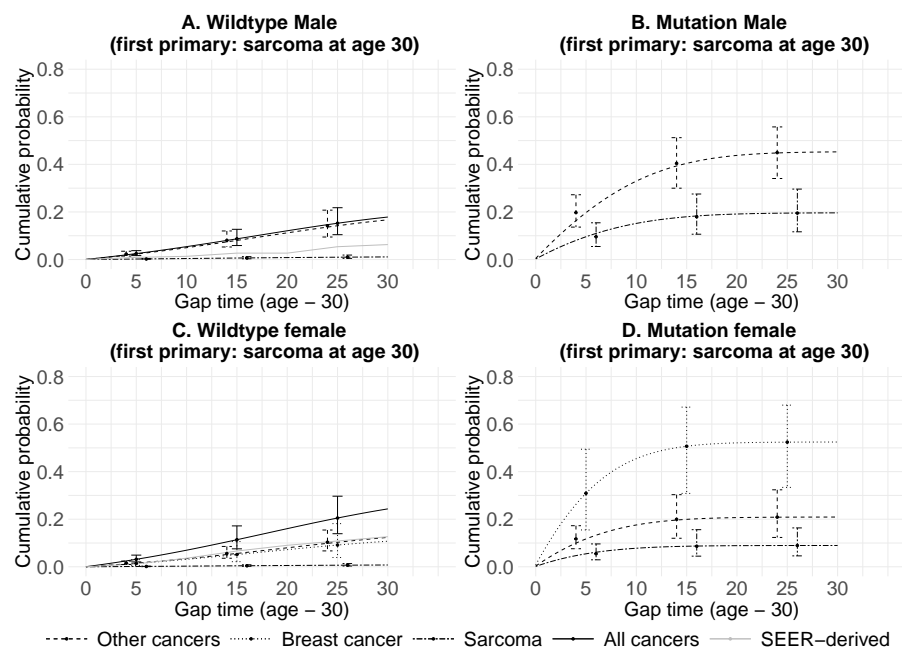 A. Wildtype Male
(first primary: sarcoma at age 30)
Cumulative probability
0.8
0.6
0.4
0.2
0.0
0 5 10 15 20 25 30
Gap time (age − 30)
B. Mutation Male
(first primary: sarcoma at age 30)
Cumulative probability
0.8
0.6
0.4
0.2
0.0
0 5 10 15 20 25 30
Gap time (age − 30)
C. Wildtype female
(first primary: sarcoma at age 30)
Cumulative probability
0.8
0.6
0.4
0.2
0.0
0 5 10 15 20 25 30
Gap time (age − 30)
D. Mutation female
(first primary: sarcoma at age 30)
Cumulative probability
0.8
0.6
0.4
0.2
0.0
0 5 10 15 20 25 30
Gap time (age − 30)
Other cancers Breast cancer Sarcoma All cancers SEER−derived